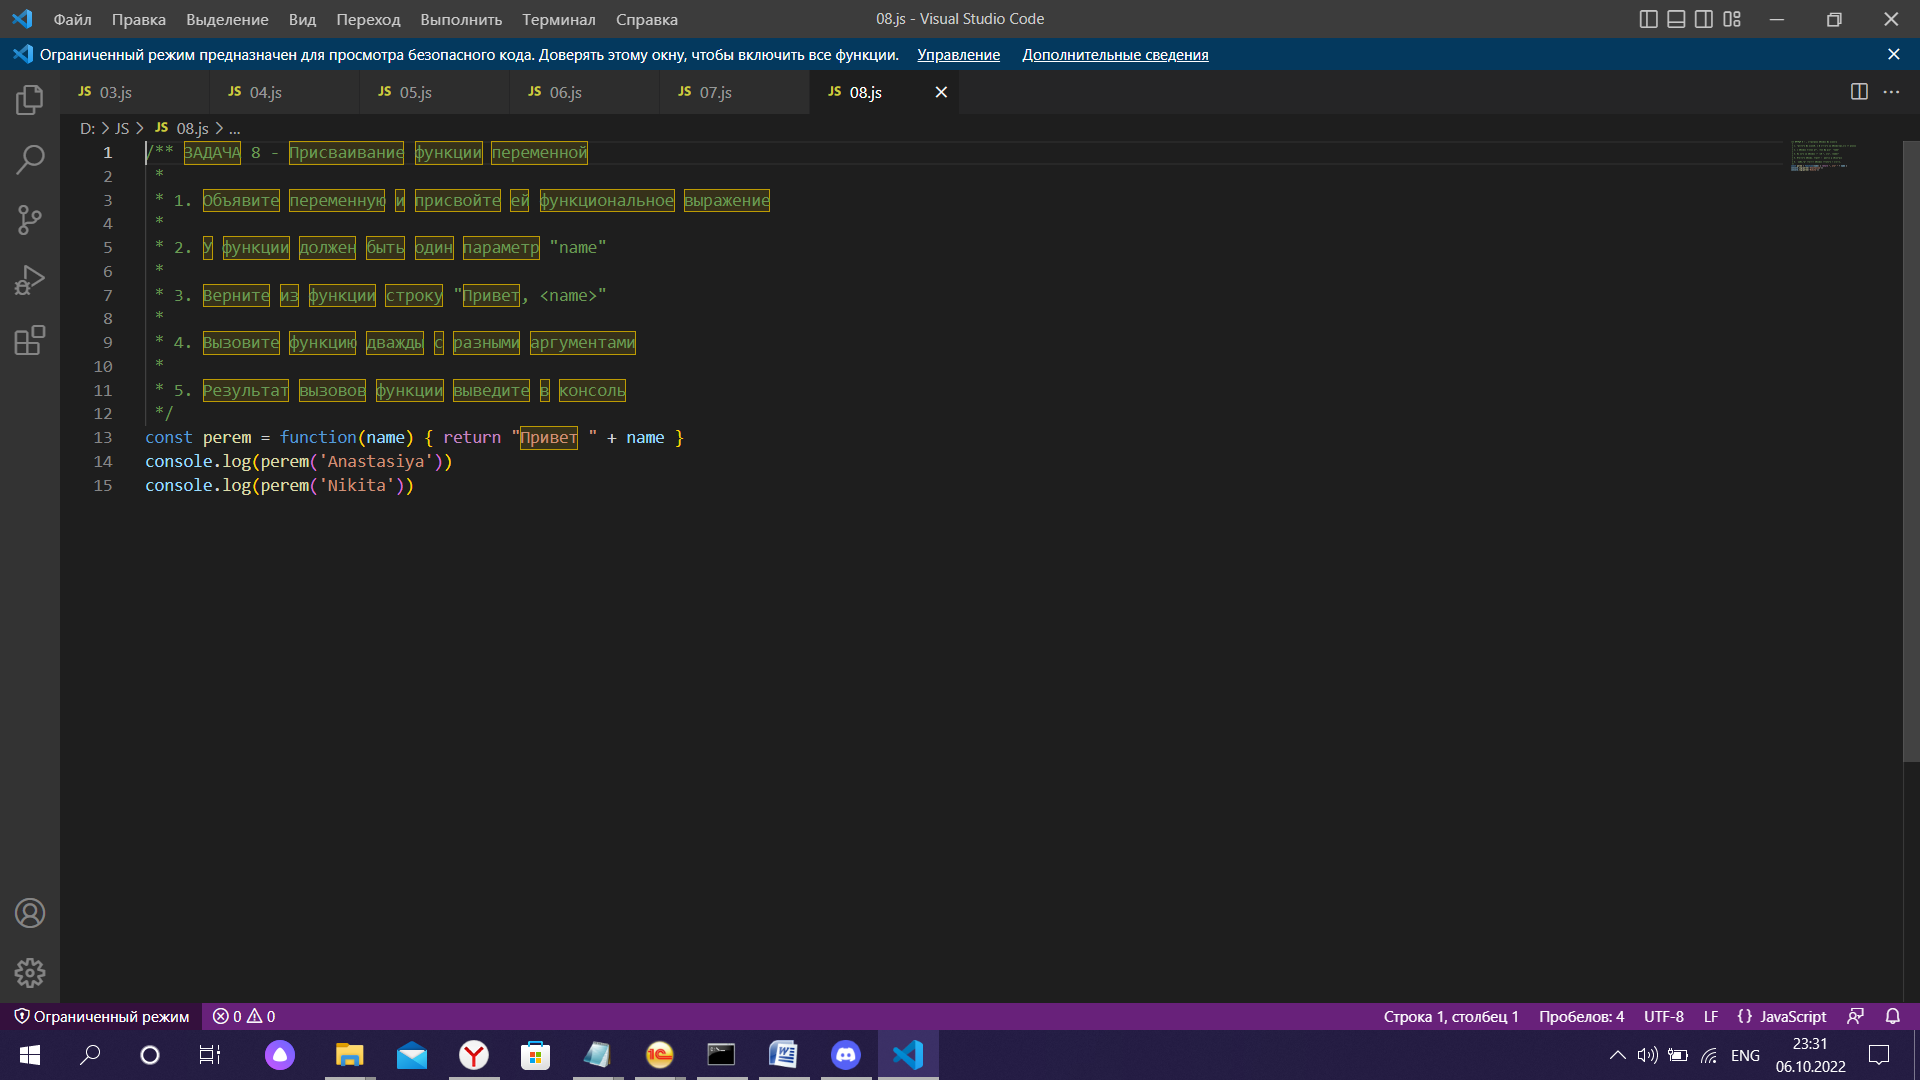 Файл Правка Выделение Вид Переход Выполнить Терминал Справка 08.js - Visual Studio Code
Ограниченный режим предназначен для просмотра безопасного кода. Доверять этому окну, чтобы включить все функции. Управление Дополнительные сведения
JS 03.js JS 04.js JS 05.js JS 06.js JS 07.js JS 08.js
D: > JS > JS 08.js > ...
1 /** ЗАДАЧА 8 - Присваивание функции переменной
2 *
3 * 1. Объявите переменную и присвойте ей функциональное выражение
4 *
5 * 2. У функции должен быть один параметр "name"
6 *
7 * 3. Верните из функции строку "Привет, <name>"
8 *
9 * 4. Вызовите функцию дважды с разными аргументами
10 *
11 * 5. Результат вызовов функции выведите в консоль
12 */
13 const perem = function(name) { return "Привет " + name }
14 console.log(perem('Anastasiya'))
15 console.log(perem('Nikita'))
Ограниченный режим 0 0 Строка 1, столбец 1 Пробелов: 4 UTF-8 LF {} JavaScript
ENG 23:31
06.10.2022